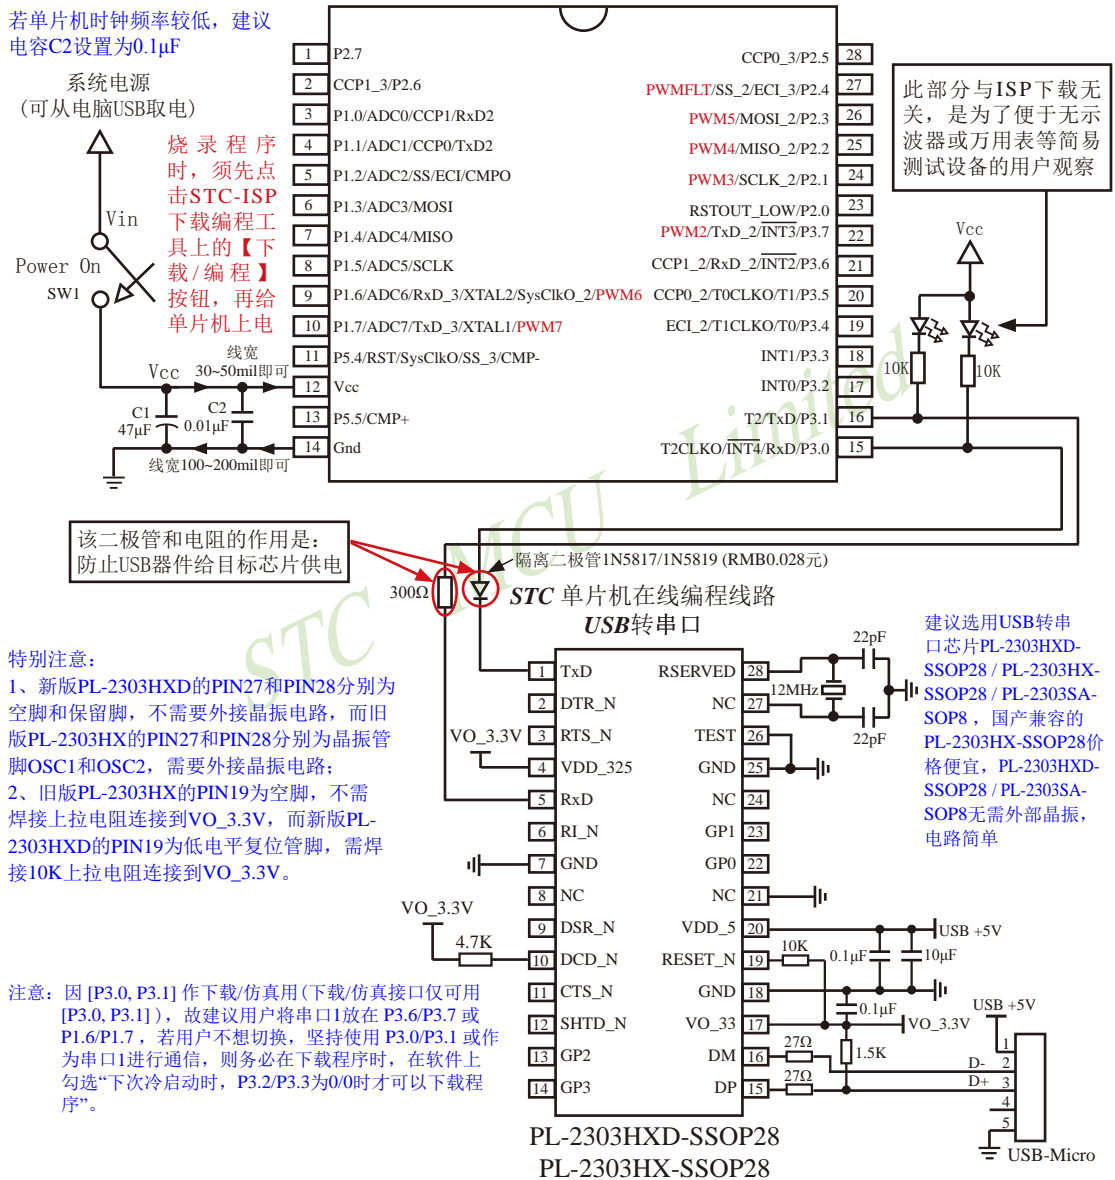 若单片机时钟频率较低，建议
电容C2设置为0.1μF
系统电源
(可从电脑USB取电)
烧录程序
时，须先点
击STC-ISP
下载编程工
具上的【下
载/编程】
按钮，再给
单片机上电
Vin
Power On
SW1
Vcc
线宽
30~50mil即可
C1
47μF
C2
0.01μF
线宽100~200mil即可
1 P2.7
2 CCP1_3/P2.6
3 P1.0/ADC0/CCP1/RxD2
4 P1.1/ADC1/CCP0/TxD2
5 P1.2/ADC2/SS/ECI/CMPO
6 P1.3/ADC3/MOSI
7 P1.4/ADC4/MISO
8 P1.5/ADC5/SCLK
9 P1.6/ADC6/RxD_3/XTAL2/SysClkO_2/PWM6
10 P1.7/ADC7/TxD_3/XTAL1/PWM7
11 P5.4/RST/SysClkO/SS_3/CMP-
12 Vcc
13 P5.5/CMP+
14 Gnd
CCP0_3/P2.5 28
PWMFLT/SS_2/ECI_3/P2.4 27
PWM5/MOSI_2/P2.3 26
PWM4/MISO_2/P2.2 25
PWM3/SCLK_2/P2.1 24
RSTOUT_LOW/P2.0 23
PWM2/TxD_2/INT3/P3.7 22
CCP1_2/RxD_2/INT2/P3.6 21
CCP0_2/T0CLKO/T1/P3.5 20
ECI_2/T1CLKO/T0/P3.4 19
INT1/P3.3 18
INT0/P3.2 17
T2/TxD/P3.1 16
T2CLKO/INT4/RxD/P3.0 15
此部分与ISP下载无
关，是为了便于无示
波器或万用表等简易
测试设备的用户观察
Vcc
10K
10K
STC MCU Limited
该二极管和电阻的作用是：
防止USB器件给目标芯片供电
300Ω
隔离二极管1N5817/1N5819 (RMB0.028元)
STC 单片机在线编程线路
USB转串口
特别注意：
1、新版PL-2303HXD的PIN27和PIN28分别为
空脚和保留脚，不需要外接晶振电路，而旧
版PL-2303HX的PIN27和PIN28分别为晶振管
脚OSC1和OSC2，需要外接晶振电路；
2、旧版PL-2303HX的PIN19为空脚，不需
焊接上拉电阻连接到VO_3.3V，而新版PL-
2303HXD的PIN19为低电平复位管脚，需焊
接10K上拉电阻连接到VO_3.3V。
VO_3.3V
VO_3.3V
4.7K
1 TxD
2 DTR_N
3 RTS_N
4 VDD_325
5 RxD
6 RI_N
7 GND
8 NC
9 DSR_N
10 DCD_N
11 CTS_N
12 SHTD_N
13 GP2
14 GP3
RSERVED 28
NC 27
TEST 26
GND 25
NC 24
GP1 23
GP0 22
NC 21
VDD_5 20
RESET_N 19
GND 18
VO_33 17
DM 16
DP 15
22pF
12MHz
22pF
建议选用USB转串
口芯片PL-2303HXD-
SSOP28 / PL-2303HX-
SSOP28 / PL-2303SA-
SOP8，国产兼容的
PL-2303HX-SSOP28价
格便宜，PL-2303HXD-
SSOP28 / PL-2303SA-
SOP8无需外部晶振，
电路简单
USB +5V
10K
0.1μF
10μF
0.1μF
VO_3.3V
27Ω
1.5K
27Ω
USB +5V
D-
D+
1
2
3
4
5
USB-Micro
注意：因 [P3.0, P3.1] 作下载/仿真用(下载/仿真接口仅可用
[P3.0, P3.1] )，故建议用户将串口1放在 P3.6/P3.7 或
P1.6/P1.7，若用户不想切换，坚持使用 P3.0/P3.1 或作
为串口1进行通信，则务必在下载程序时，在软件上
勾选“下次冷启动时，P3.2/P3.3为0/0时才可以下载程
序”。
PL-2303HXD-SSOP28
PL-2303HX-SSOP28